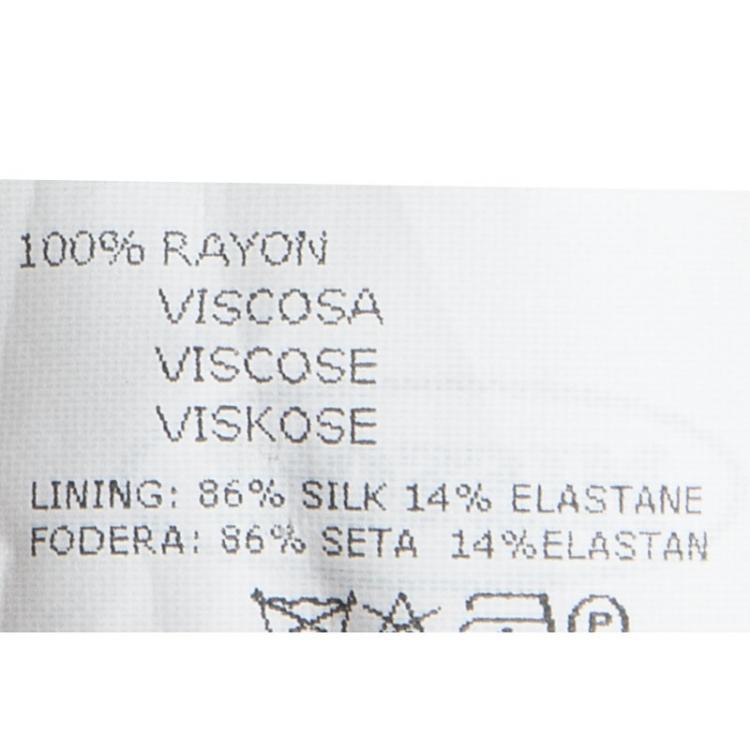 100% RAYON
VISCOSA
VISCOSE
VISKOSE
LINING: 86% SILK 14% ELASTANE
FODERA: 86% SETA 14%ELASTAN
P